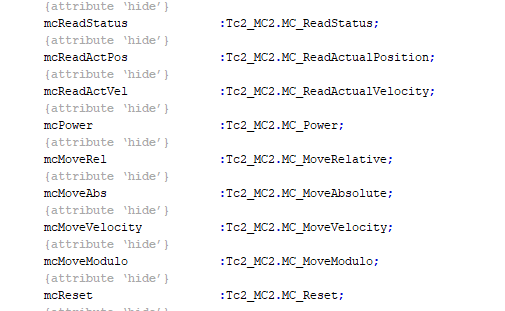 {attribute 'hide'}
mcReadStatus :Tc2_MC2.MC_ReadStatus;
{attribute 'hide'}
mcReadActPos :Tc2_MC2.MC_ReadActualPosition;
{attribute 'hide'}
mcReadActVel :Tc2_MC2.MC_ReadActualVelocity;
{attribute 'hide'}
mcPower :Tc2_MC2.MC_Power;
{attribute 'hide'}
mcMoveRel :Tc2_MC2.MC_MoveRelative;
{attribute 'hide'}
mcMoveAbs :Tc2_MC2.MC_MoveAbsolute;
{attribute 'hide'}
mcMoveVelocity :Tc2_MC2.MC_MoveVelocity;
{attribute 'hide'}
mcMoveModulo :Tc2_MC2.MC_MoveModulo;
{attribute 'hide'}
mcReset :Tc2_MC2.MC_Reset;
{attribute 'hide'}